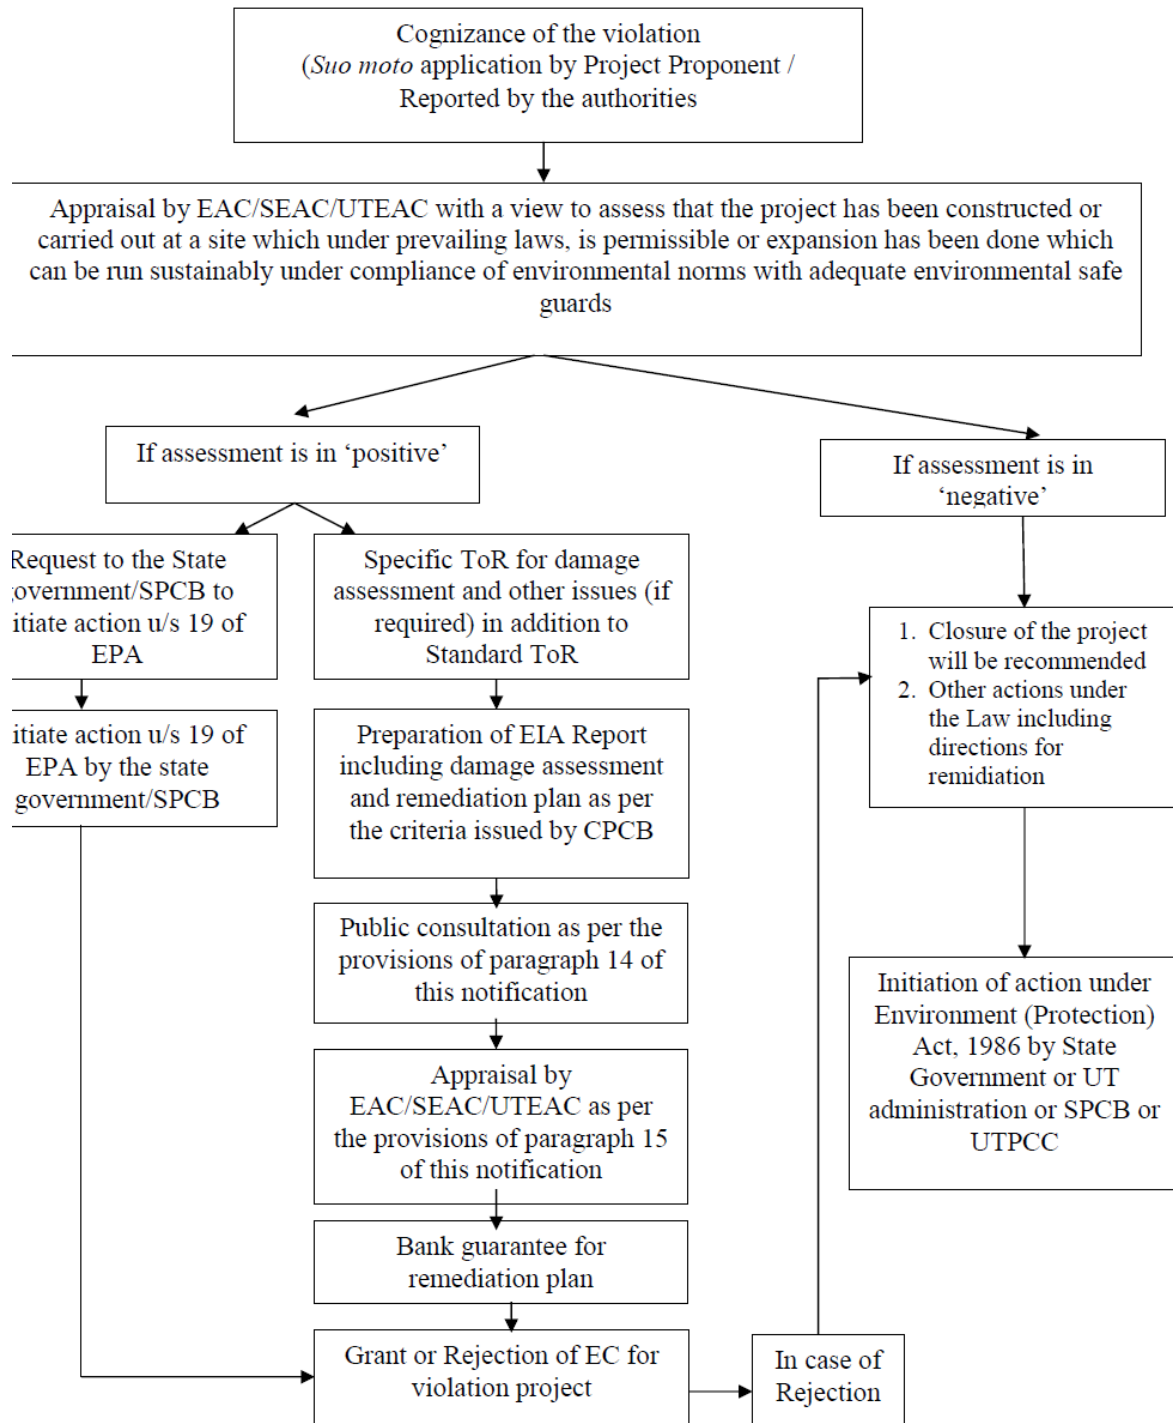 Cognizance of the violation
(Suo moto application by Project Proponent /
Reported by the authorities
Appraisal by EAC/SEAC/UTEAC with a view to assess that the project has been constructed or
carried out at a site which under prevailing laws, is permissible or expansion has been done which
can be run sustainably under compliance of environmental norms with adequate environmental safe
guards
If assessment is in ‘positive’
If assessment is in
‘negative’
Request to the State
government/SPCB to
itiate action u/s 19 of
EPA
Specific ToR for damage
assessment and other issues (if
required) in addition to
Standard ToR
1. Closure of the project
will be recommended
2. Other actions under
the Law including
directions for
remidiation
itiate action u/s 19 of
EPA by the state
government/SPCB
Preparation of EIA Report
including damage assessment
and remediation plan as per
the criteria issued by CPCB
Public consultation as per the
provisions of paragraph 14 of
this notification
Initiation of action under
Environment (Protection)
Act, 1986 by State
Government or UT
administration or SPCB or
UTPCC
Appraisal by
EAC/SEAC/UTEAC as per
the provisions of paragraph 15
of this notification
Bank guarantee for
remediation plan
Grant or Rejection of EC for
violation project
In case of
Rejection